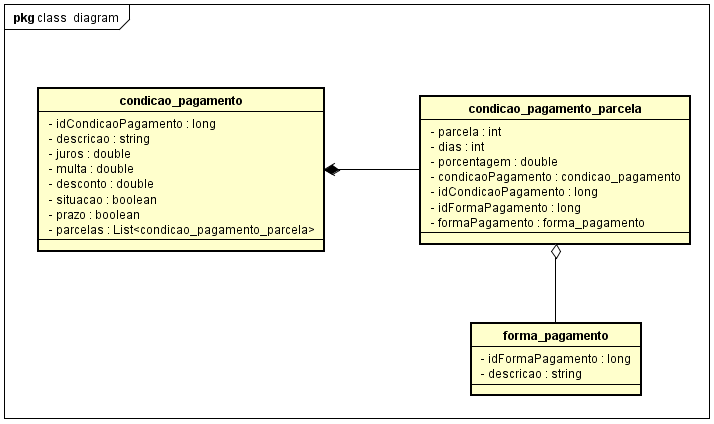 pkg class diagram
condicao_pagamento
- idCondicaoPagamento : long
- descricao : string
- juros : double
- multa : double
- desconto : double
- situacao : boolean
- prazo : boolean
- parcelas : List<condicao_pagamento_parcela>
condicao_pagamento_parcela
- parcela : int
- dias : int
- porcentagem : double
- condicaoPagamento : condicao_pagamento
- idCondicaoPagamento : long
- idFormaPagamento : long
- formaPagamento : forma_pagamento
forma_pagamento
- idFormaPagamento : long
- descricao : string